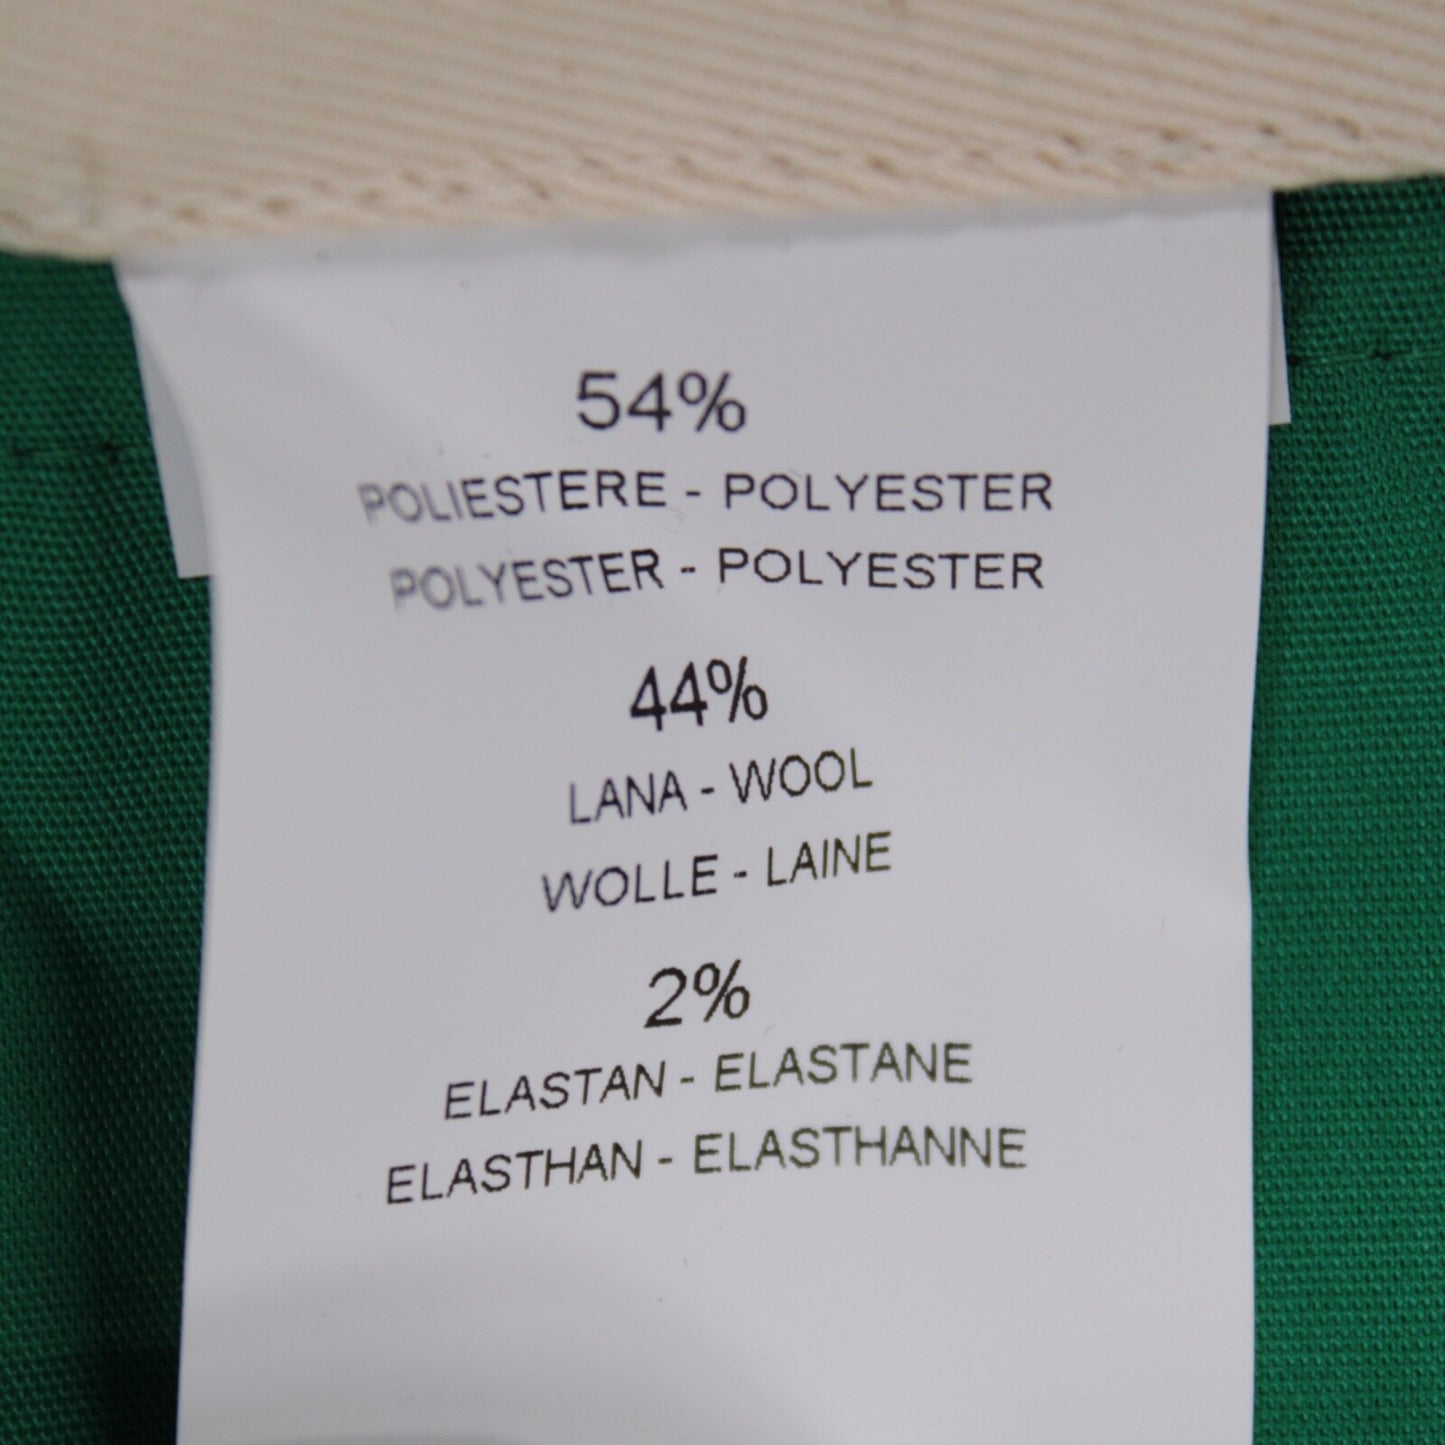 54%
POLIESTERE - POLYESTER
POLYESTER - POLYESTER
44%
LANA - WOOL
WOLLE - LAINE
2%
ELASTAN - ELASTANE
ELASTHAN - ELASTHANNE